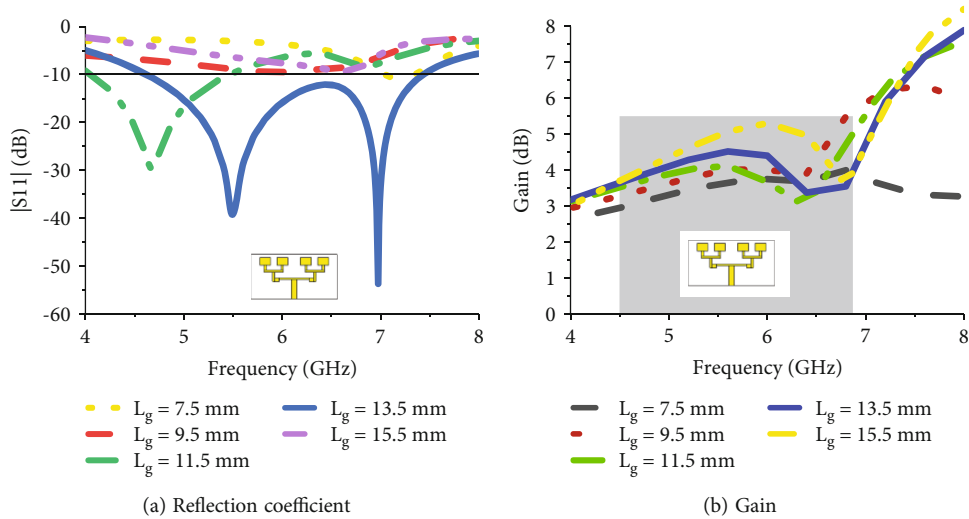 0
-10
-20
-30
-40
-50
-60
|S11| (dB)
4
5
6
7
8
Frequency (GHz)
L_g = 7.5 mm
L_g = 9.5 mm
L_g = 11.5 mm
L_g = 13.5 mm
L_g = 15.5 mm
(a) Reflection coefficient
8
7
6
5
4
3
2
1
0
Gain (dB)
4
5
6
7
8
Frequency (GHz)
L_g = 7.5 mm
L_g = 9.5 mm
L_g = 11.5 mm
L_g = 13.5 mm
L_g = 15.5 mm
(b) Gain